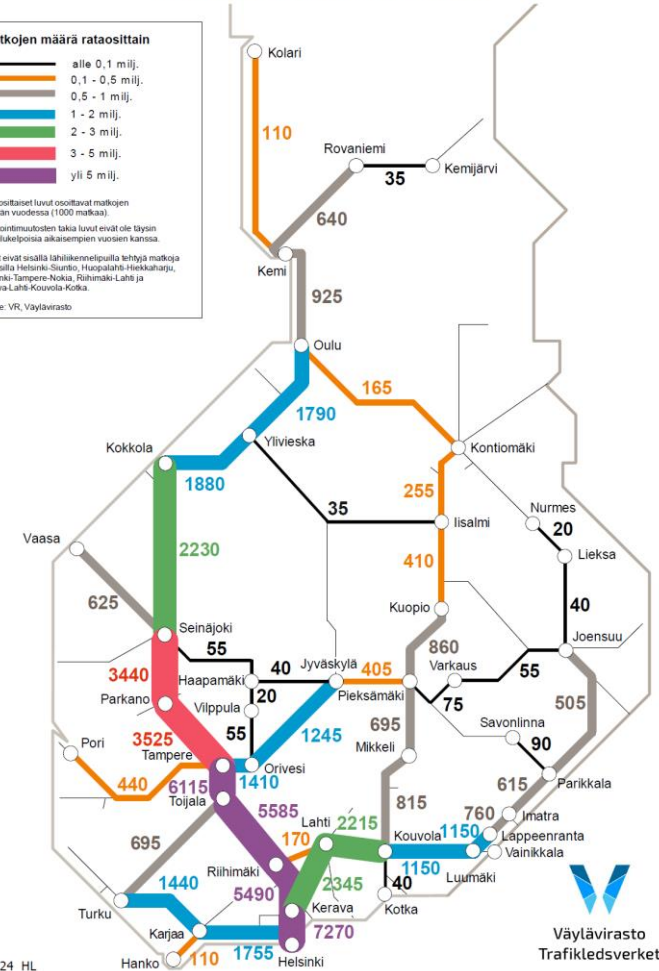 tkojen määrä rataosittain
alle 0,1 milj.
0,1 - 0,5 milj.
0,5 - 1 milj.
1 - 2 milj.
2 - 3 milj.
3 - 5 milj.
yli 5 milj.
osittaiset luvut osoittavat matkojen
än vuodessa (1000 matkaa).
ointimuutosten takia luvut eivät ole täysin
ilukelpoisia aikaisempien vuosien kanssa.
t eivät sisällä lähiliikennelipuilla tehtyjä matkoja
silla Helsinki-Siuntio, Huopalahti-Hiekkaharju,
nki-Tampere-Nokia, Riihimäki-Lahti ja
va-Lahti-Kouvola-Kotka.
e: VR, Väylävirasto
Kolari
110
Rovaniemi
Kemijärvi
35
640
Kemi
925
Oulu
165
1790
Ylivieska
Kokkola
Kontiomäki
1880
255
35
Nurmes
Iisalmi
20
Vaasa
2230
Lieksa
410
625
Kuopio
40
Seinäjoki
Joensuu
55
860
3440
Haapamäki
40
Jyväskylä
405
Varkaus
55
20
Pieksämäki
75
505
Parkano
Vilppula
1245
695
Savonlinna
3525
55
Mikkeli
90
Pori
Tampere
Orivesi
Parikkala
440
1410
6115
615
Toijala
5585
815
Imatra
Lahti
2215
760
695
170
Kouvola
1150
Lappeenranta
Riihimäki
1150
Vainikkala
2345
40
Luumäki
1440
5490
Kotka
Turku
Kerava
Karjaa
7270
Hanko
110
1755
Helsinki
24 HL
Väylävirasto
Trafikledsverket